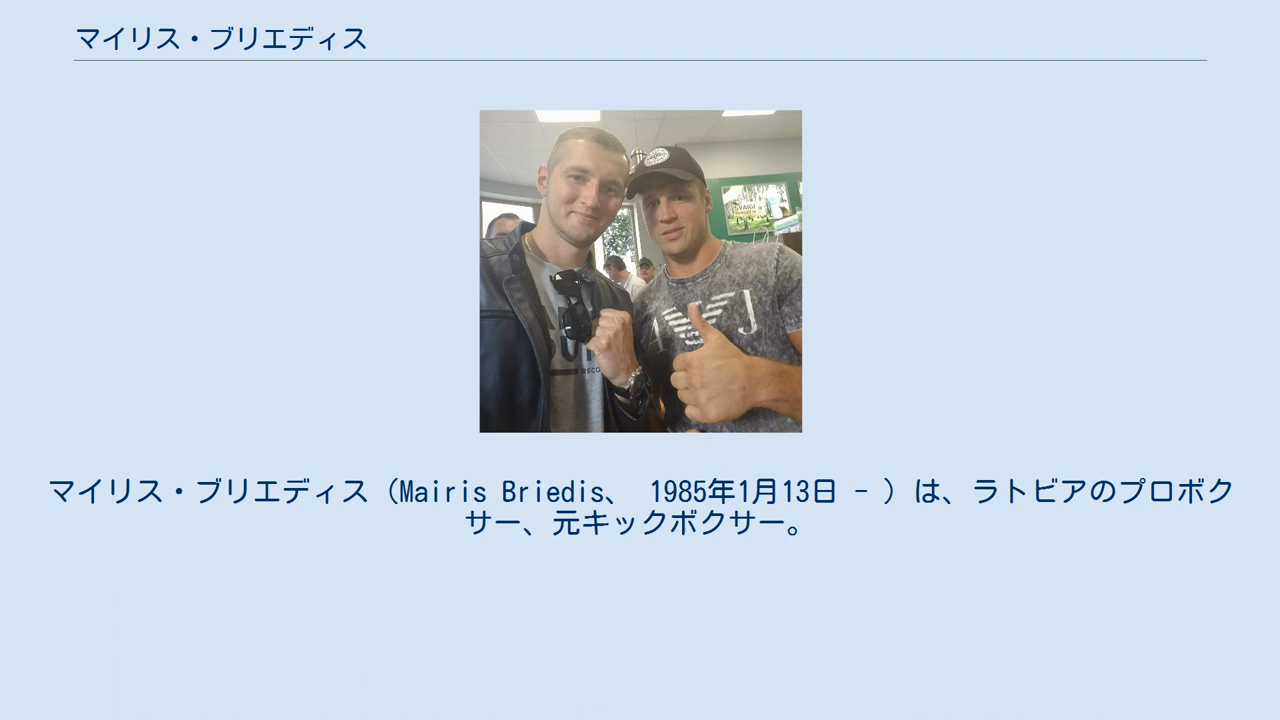 マイリス・ブリエディス
SVAIGI
A J
RECO
マイリス・ブリエディス（Mairis Briedis、 1985年1月13日 - ）は、ラトビアのプロボク
サー、元キックボクサー。